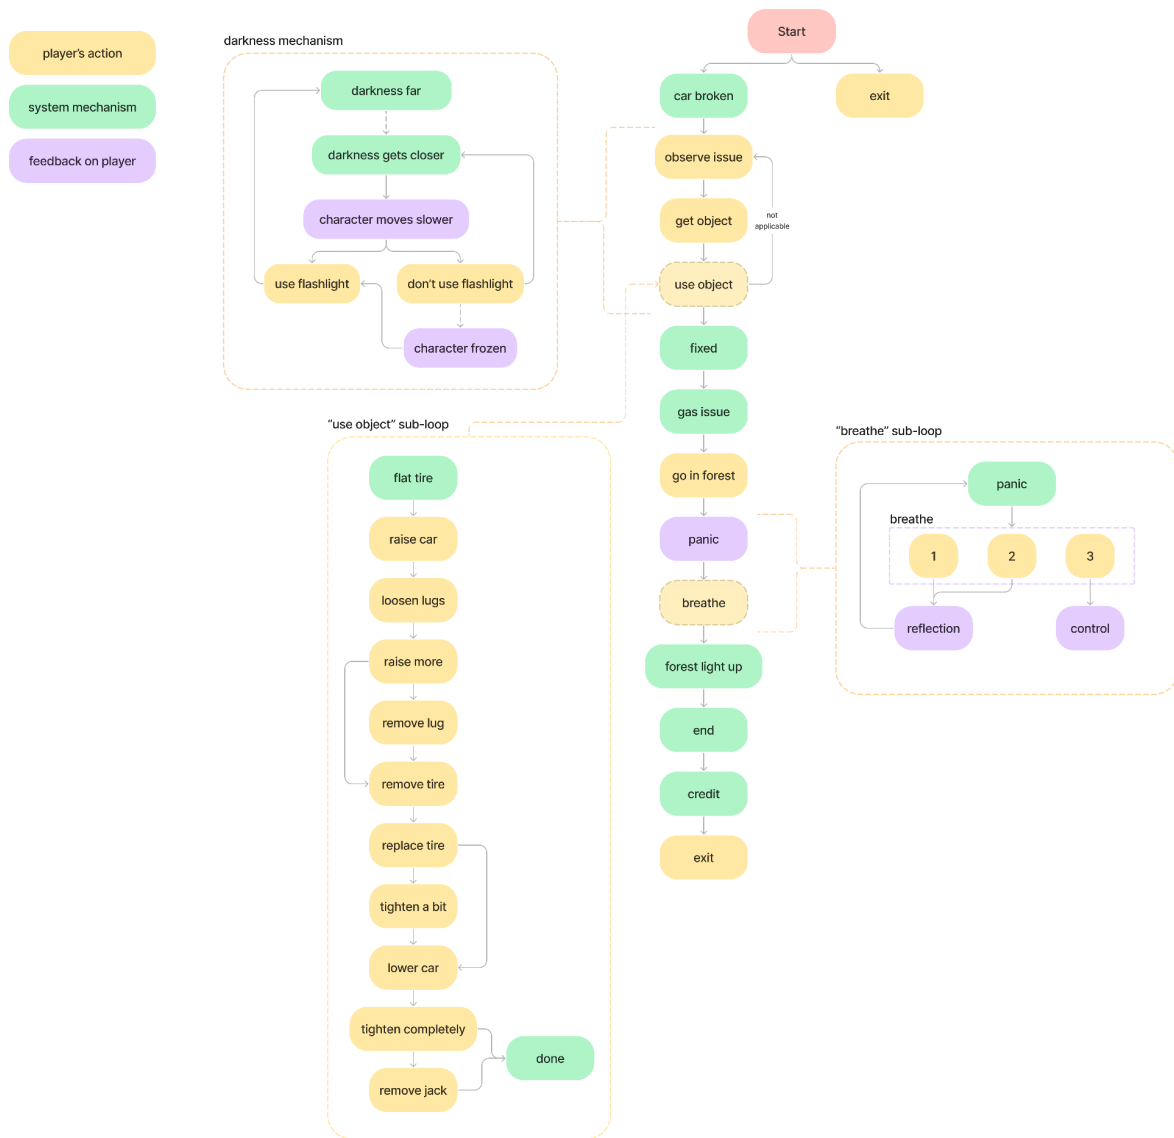 player's action
system mechanism
feedback on player
darkness mechanism
darkness far
darkness gets closer
character moves slower
use flashlight
don't use flashlight
character frozen
Start
car broken
exit
observe issue
get object
not
applicable
use object
fixed
gas issue
go in forest
panic
breathe
forest light up
end
credit
exit
"use object" sub-loop
flat tire
raise car
loosen lugs
raise more
remove lug
remove tire
replace tire
tighten a bit
lower car
tighten completely
remove jack
done
"breathe" sub-loop
panic
breathe
1
2
3
reflection
control